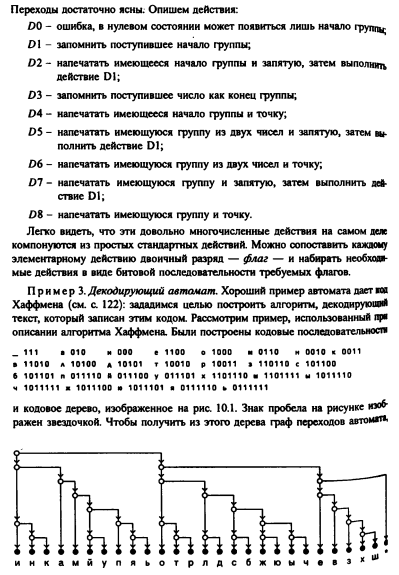 Переходы достаточно ясны. Опишем действия:
D0 – ошибка, в нулевом состоянии может появиться лишь начало группы;
D1 – запомнить поступившее начало группы;
D2 – напечатать имеющееся начало группы и запятую, затем выполнить
действие D1;
D3 – запомнить поступившее число как конец группы;
D4 – напечатать имеющееся начало группы и точку;
D5 – напечатать имеющуюся группу из двух чисел и запятую, затем вы-
полнить действие D1;
D6 – напечатать имеющуюся группу из двух чисел и точку;
D7 – напечатать имеющуюся группу и запятую, затем выполнить дей-
ствие D1;
D8 – напечатать имеющуюся группу и точку.
Легко видеть, что эти довольно многочисленные действия на самом деле
компонуются из простых стандартных действий. Можно сопоставить каждому
элементарному действию двоичный разряд — флаг — и набирать необходи-
мые действия в виде битовой последовательности требуемых флагов.
Пример 3. Декодирующий автомат. Хороший пример автомата дает код
Хаффмена (см. с. 122): зададимся целью построить алгоритм, декодирующий
текст, который записан этим кодом. Рассмотрим пример, использованный при
описании алгоритма Хаффмена. Были построены кодовые последовательности
_ 111 а 010 и 000 е 1100 о 1000 м 0110 н 0010 к 0011
в 11010 л 10100 д 10101 т 10010 р 10011 з 110110 с 101100
б 101101 п 011110 й 011100 у 011101 х 1101110 ш 1101111 ы 1011110
ч 1011111 ж 1011100 ю 1011101 я 0111110 ь 0111111
и кодовое дерево, изображенное на рис. 10.1. Знак пробела на рисунке изоб-
ражен звездочкой. Чтобы получить из этого дерева граф переходов автомата,
и н к а м й у п я ь о т р л д с б ж ю ы ч е в з х ш *